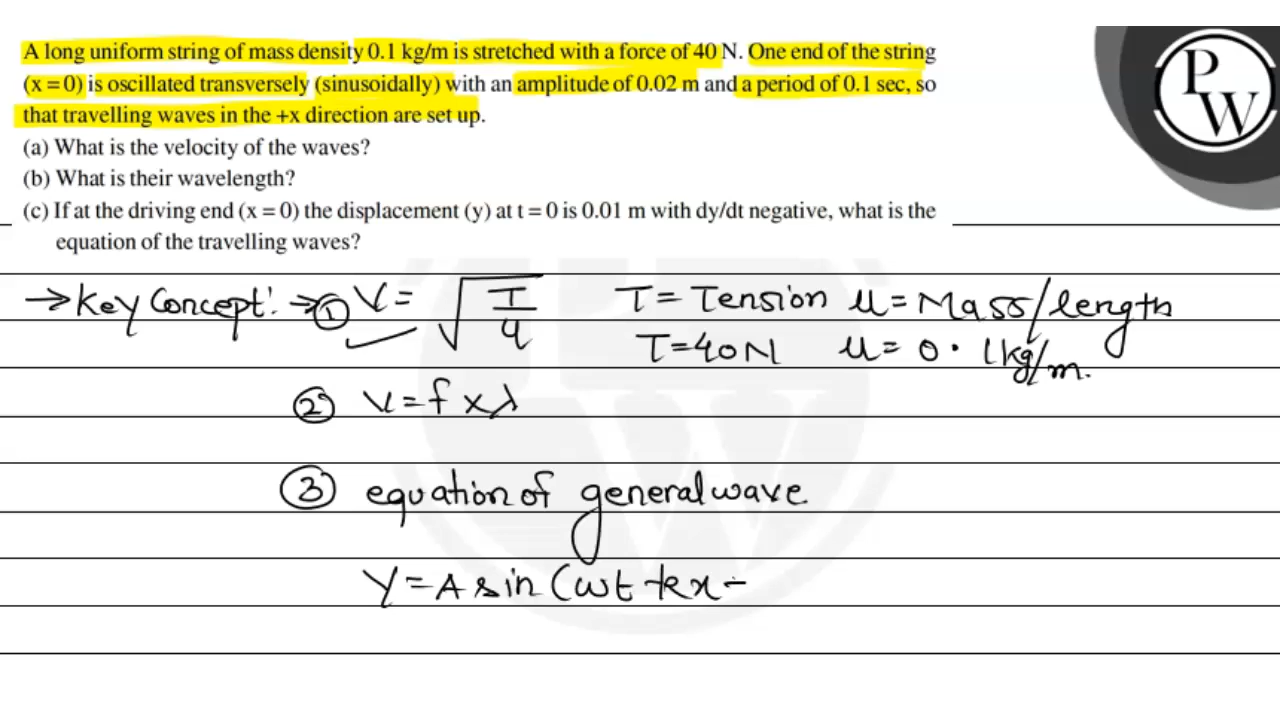 A long uniform string of mass density 0.1 kg/m is stretched with a force of 40 N. One end of the string
(x = 0) is oscillated transversely (sinusoidally) with an amplitude of 0.02 m and a period of 0.1 sec, so
that travelling waves in the +x direction are set up.
(a) What is the velocity of the waves?
(b) What is their wavelength?
(c) If at the driving end (x = 0) the displacement (y) at t = 0 is 0.01 m with dy/dt negative, what is the
equation of the travelling waves?
PW
→ Key Concept: → ① V = √(T/μ) T = Tension μ = Mass/length
T = 40N μ = 0.1 kg/m.
② V = f × λ
③ equation of general wave
Y = A sin (ωt - kx -